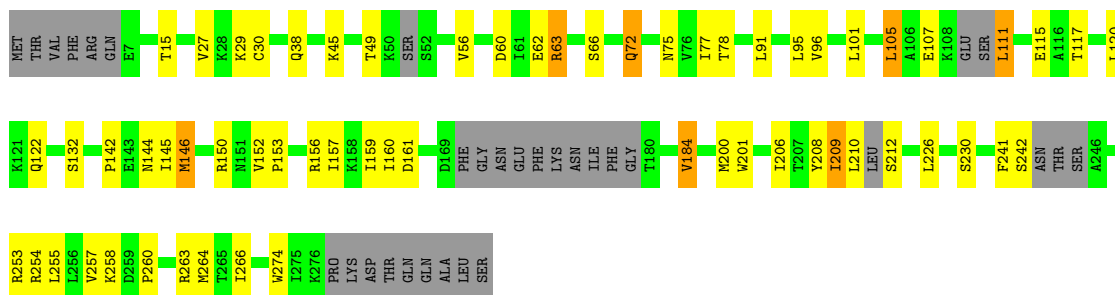 MET THR VAL PHE ARG GLN E7 T15 V27 K28 K29 C30 Q38 K45 T49 K50 SER S52 V56 D60 I61 E62 R63 S66 Q72 N75 V76 I77 T78 L91 L95 V96 L101 L105 A106 E107 K108 GLU SER L111 E115 A116 T117 L120
K121 Q122 S132 P142 E143 N144 I145 M146 R150 N151 V152 P153 R156 I157 K158 I159 I160 D161 D169 PHE GLY ASN GLU PHE LYS ASN ILE PHE GLY T180 V184 M200 W201 I206 T207 Y208 I209 L210 LEU S212 L226 S230 F241 S242 ASN THR SER A246
R253 R254 L255 L256 V257 K258 D259 P260 R263 M264 T265 I266 W274 I275 K276 PRO LYS ASP THR GLN GLN ALA LEU SER